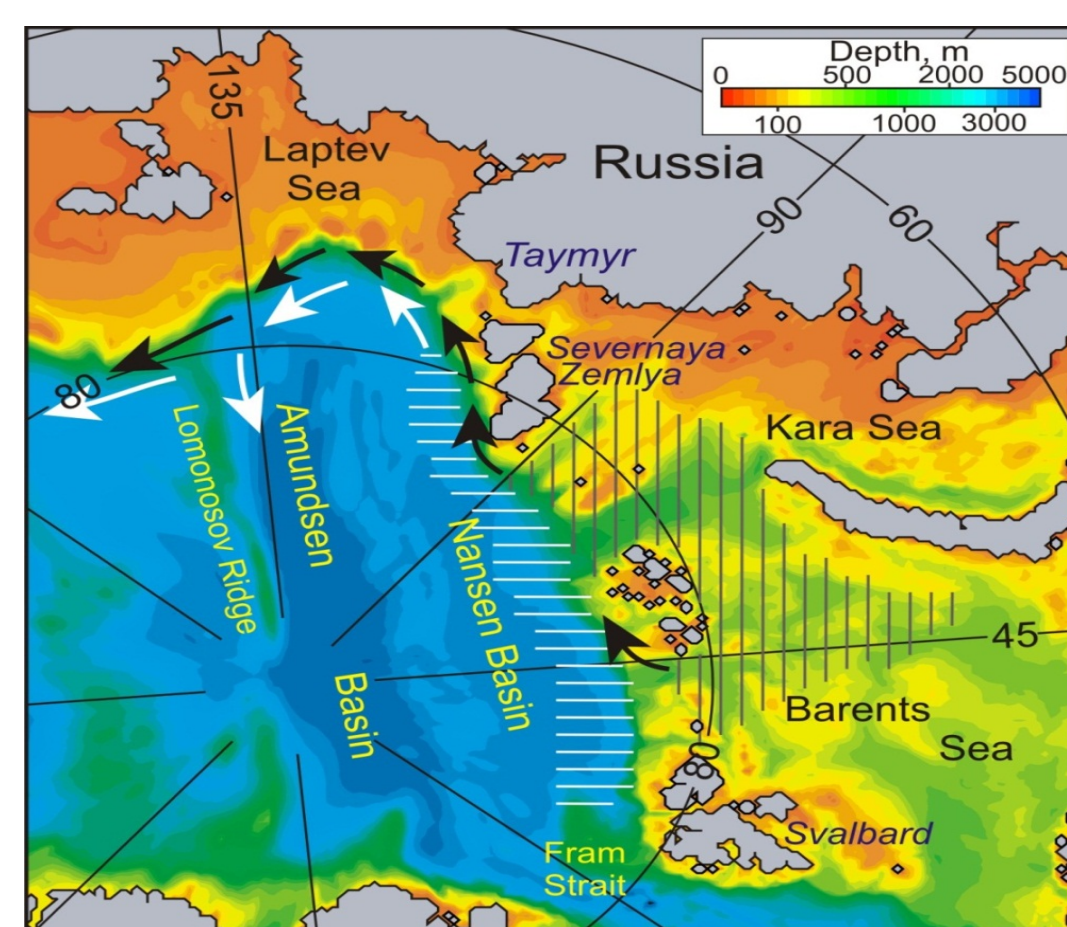 Depth, m
0 500 2000 5000
100 1000 3000
135
Laptev
Sea
Russia
90
60
Taymyr
Severnaya
Zemlya
80
Kara Sea
Lomonosov Ridge
Amundsen
Basin
Nansen Basin
45
Barents
Sea
80
Svalbard
Fram
Strait